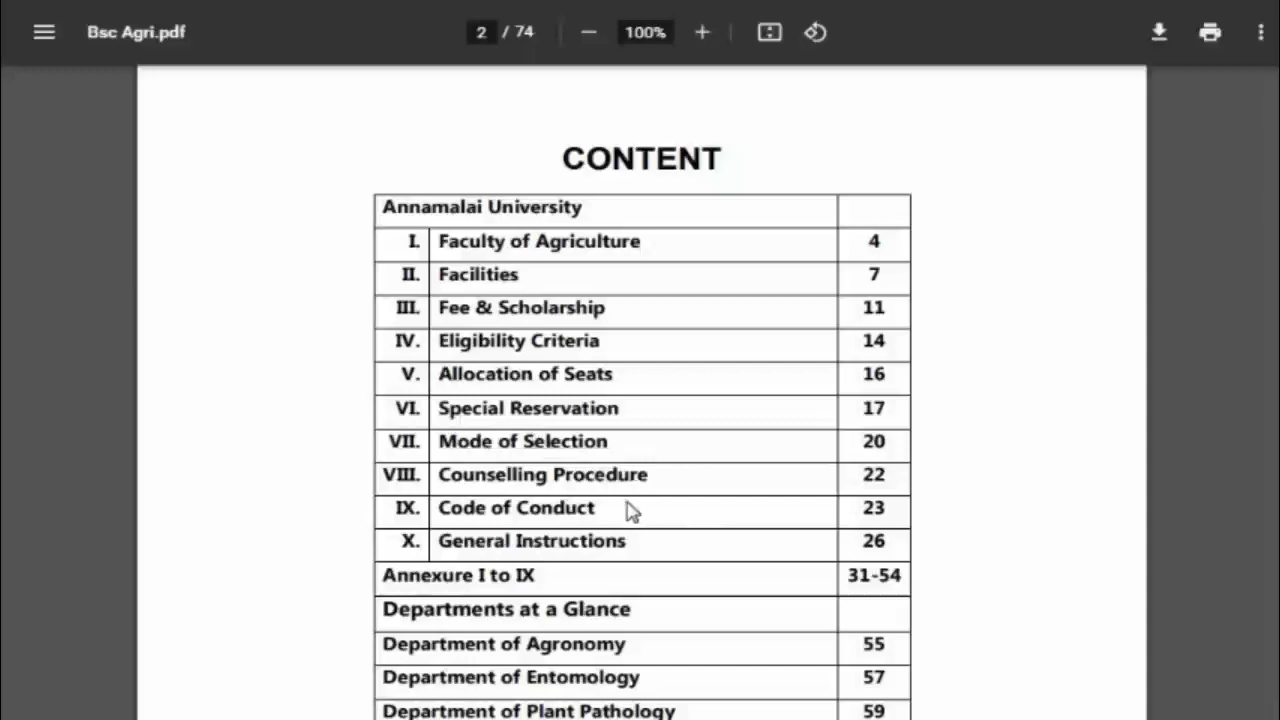 Bsc Agri.pdf 2 / 74 100%
CONTENT
Annamalai University
I. Faculty of Agriculture 4
II. Facilities 7
III. Fee & Scholarship 11
IV. Eligibility Criteria 14
V. Allocation of Seats 16
VI. Special Reservation 17
VII. Mode of Selection 20
VIII. Counselling Procedure 22
IX. Code of Conduct 23
X. General Instructions 26
Annexure I to IX 31-54
Departments at a Glance
Department of Agronomy 55
Department of Entomology 57
Department of Plant Pathology 59